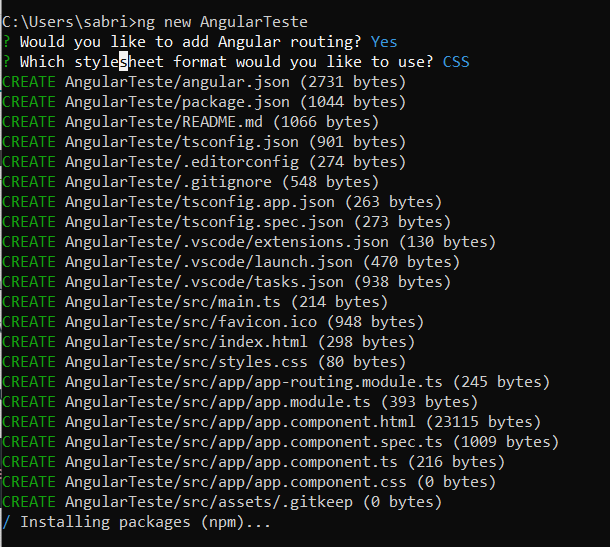 C:\Users\sabri>ng new AngularTeste
? Would you like to add Angular routing? Yes
? Which stylesheet format would you like to use? CSS
CREATE AngularTeste/angular.json (2731 bytes)
CREATE AngularTeste/package.json (1044 bytes)
CREATE AngularTeste/README.md (1066 bytes)
CREATE AngularTeste/tsconfig.json (901 bytes)
CREATE AngularTeste/.editorconfig (274 bytes)
CREATE AngularTeste/.gitignore (548 bytes)
CREATE AngularTeste/tsconfig.app.json (263 bytes)
CREATE AngularTeste/tsconfig.spec.json (273 bytes)
CREATE AngularTeste/.vscode/extensions.json (130 bytes)
CREATE AngularTeste/.vscode/launch.json (470 bytes)
CREATE AngularTeste/.vscode/tasks.json (938 bytes)
CREATE AngularTeste/src/main.ts (214 bytes)
CREATE AngularTeste/src/favicon.ico (948 bytes)
CREATE AngularTeste/src/index.html (298 bytes)
CREATE AngularTeste/src/styles.css (80 bytes)
CREATE AngularTeste/src/app/app-routing.module.ts (245 bytes)
CREATE AngularTeste/src/app/app.module.ts (393 bytes)
CREATE AngularTeste/src/app/app.component.html (23115 bytes)
CREATE AngularTeste/src/app/app.component.spec.ts (1009 bytes)
CREATE AngularTeste/src/app/app.component.ts (216 bytes)
CREATE AngularTeste/src/app/app.component.css (0 bytes)
CREATE AngularTeste/src/assets/.gitkeep (0 bytes)
/ Installing packages (npm)...